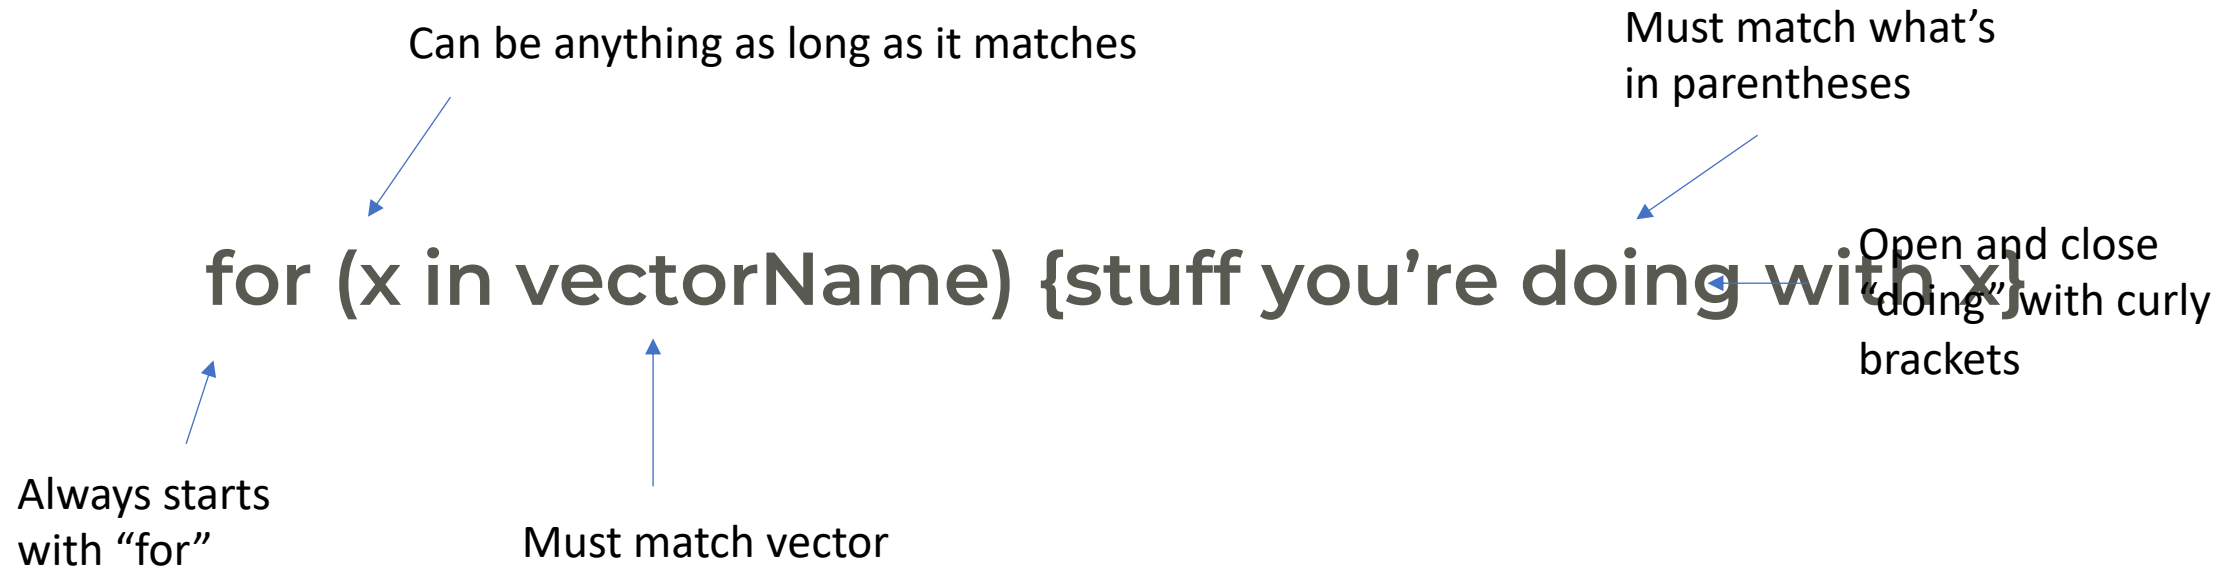 Can be anything as long as it matches
Must match what’s
in parentheses
for (x in vectorName) {stuff you’re doing with x}
Open and close
“doing” with curly
brackets
Always starts
with “for”
Must match vector